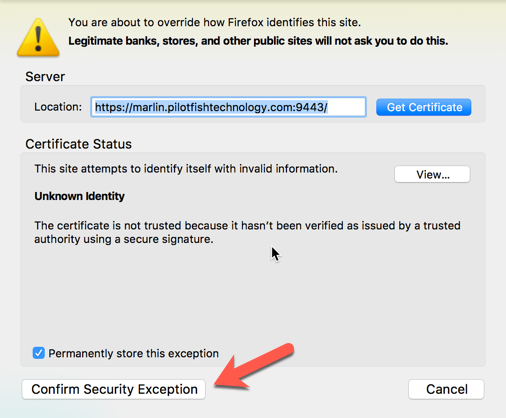 You are about to override how Firefox identifies this site.
Legitimate banks, stores, and other public sites will not ask you to do this.
Server
Location: https://marlin.pilotfishtechnology.com:9443/ Get Certificate
Certificate Status
This site attempts to identify itself with invalid information.
View...
Unknown Identity
The certificate is not trusted because it hasn't been verified as issued by a trusted
authority using a secure signature.
Permanently store this exception
Confirm Security Exception Cancel